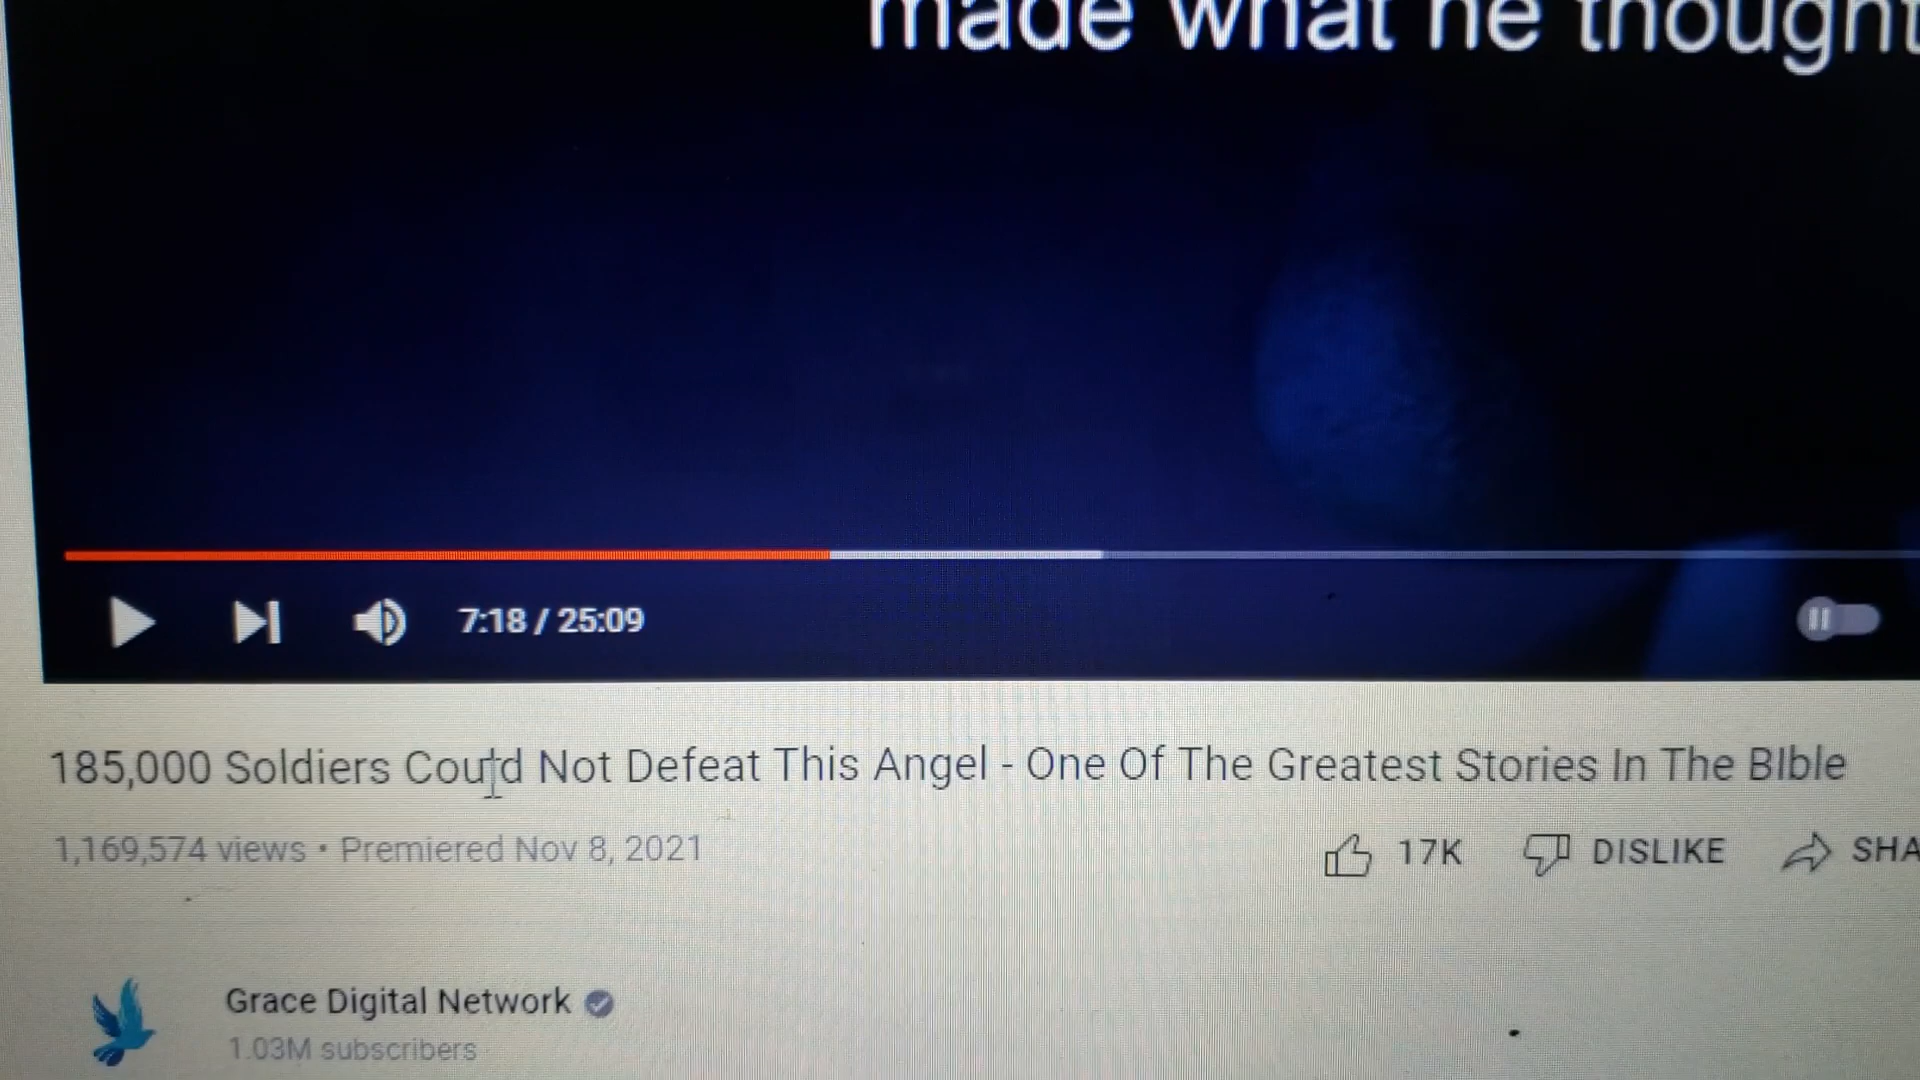 made what he thought
7:18 / 25:09
185,000 Soldiers Could Not Defeat This Angel - One Of The Greatest Stories In The BIble
1,169,574 views • Premiered Nov 8, 2021
17K DISLIKE SHA
Grace Digital Network
1.03M subscribers